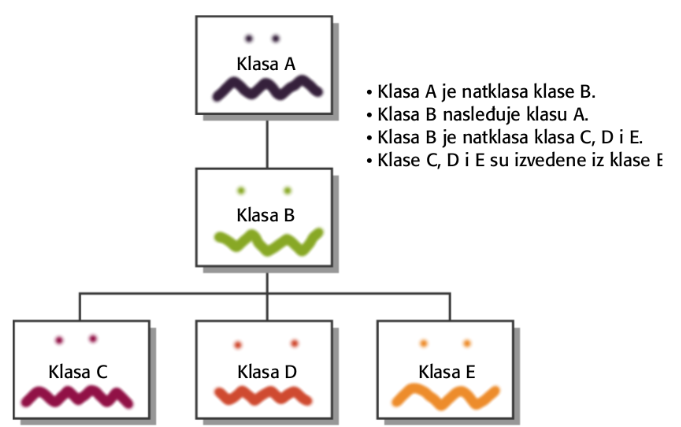 Klasa A
• Klasa A je natklasa klase B.
• Klasa B nasleđuje klasu A.
• Klasa B je natklasa klasa C, D i E.
• Klase C, D i E su izvedene iz klase
Klasa B
Klasa C
Klasa D
Klasa E